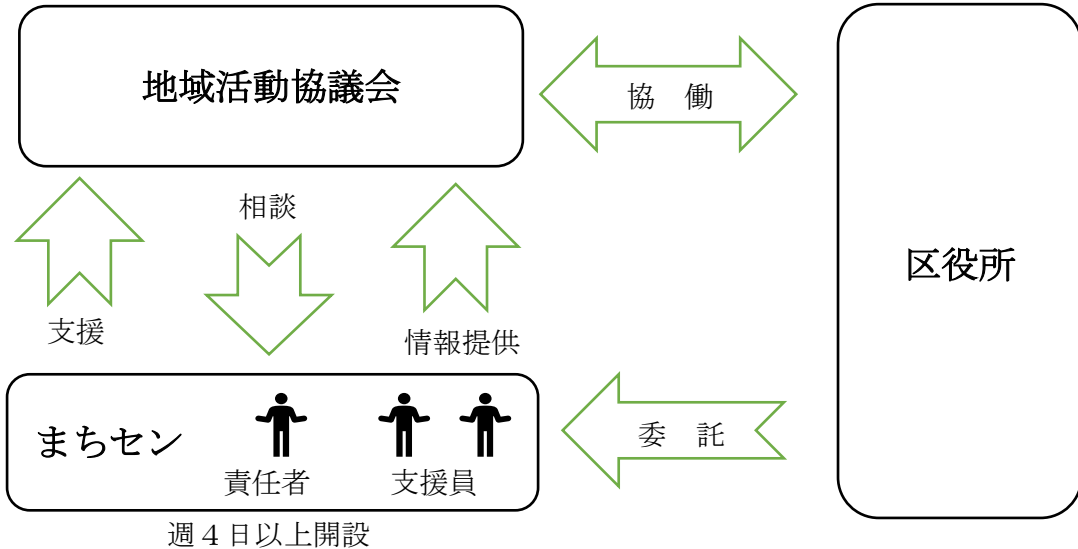 地域活動協議会
協　働
相談
区役所
支援
情報提供
まちセン
委　託
責任者
支援員
週４日以上開設